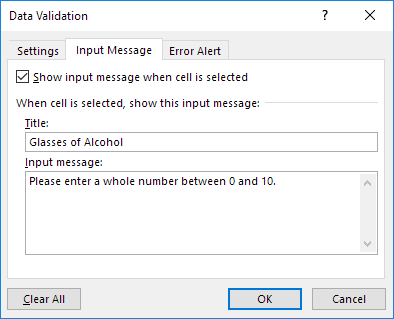 Data Validation
?
Settings Input Message Error Alert
Show input message when cell is selected
When cell is selected, show this input message:
Title:
Glasses of Alcohol
Input message:
Please enter a whole number between 0 and 10.
Clear All OK Cancel